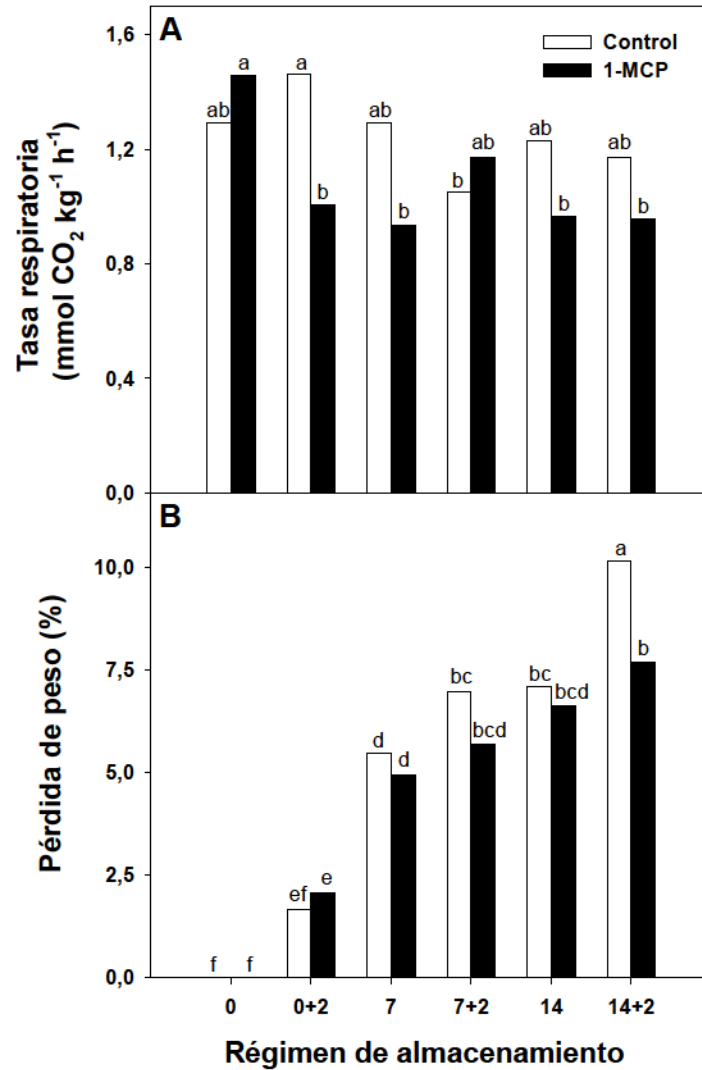 A
Control
1-MCP
Tasa respiratoria
(mmol CO₂ kg⁻¹ h⁻¹)
1,6
1,2
0,8
0,4
0,0
ab a a b ab b b ab ab b ab b
B
Pérdida de peso (%)
10,0
7,5
5,0
2,5
0,0
f f ef e d d bc bcd bc bcd a b
0 0+2 7 7+2 14 14+2
Régimen de almacenamiento